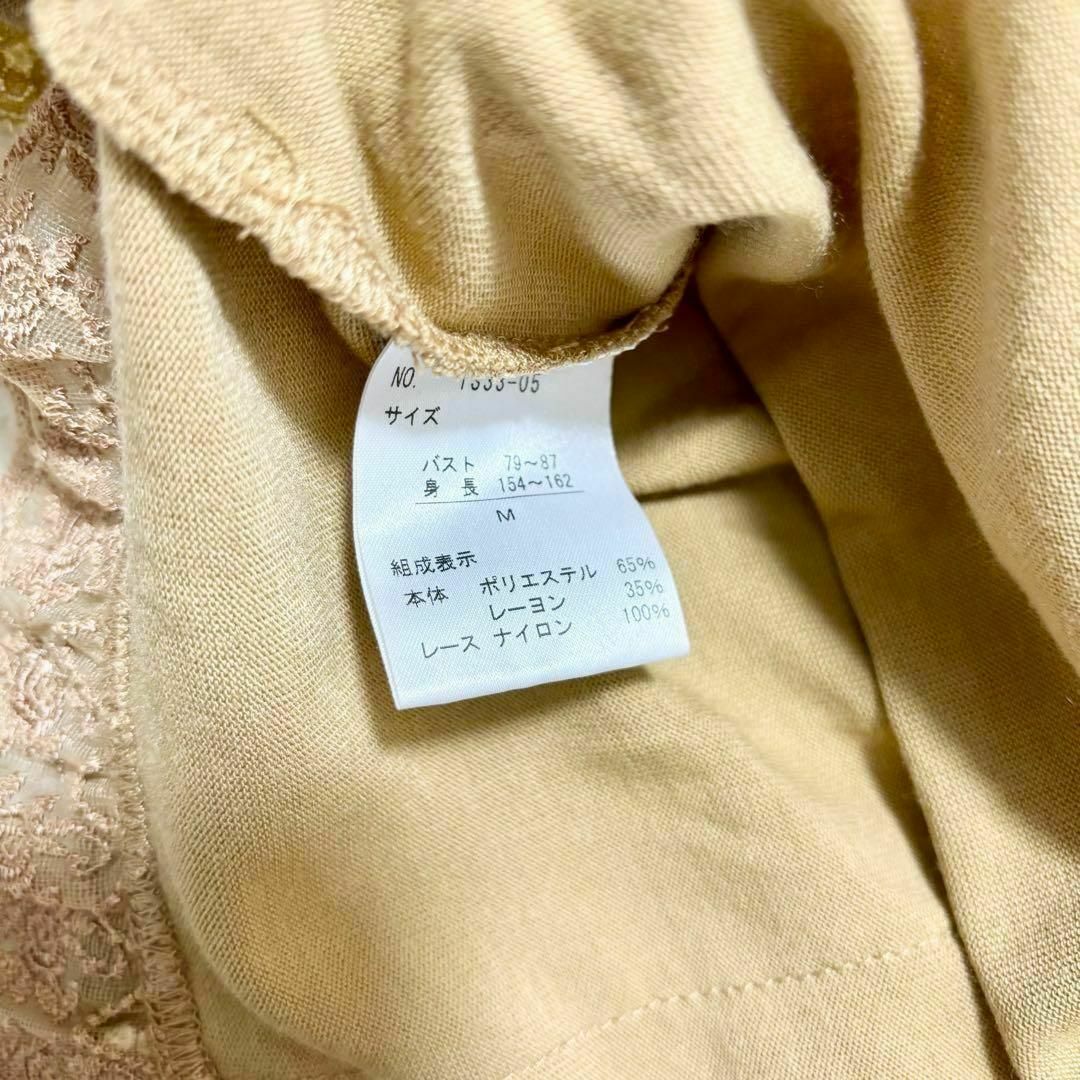 NO. 1333-05
サイズ
バスト 79~87
身長 154~162
M
組成表示
本体 ポリエステル 65%
レーヨン 35%
レース ナイロン 100%